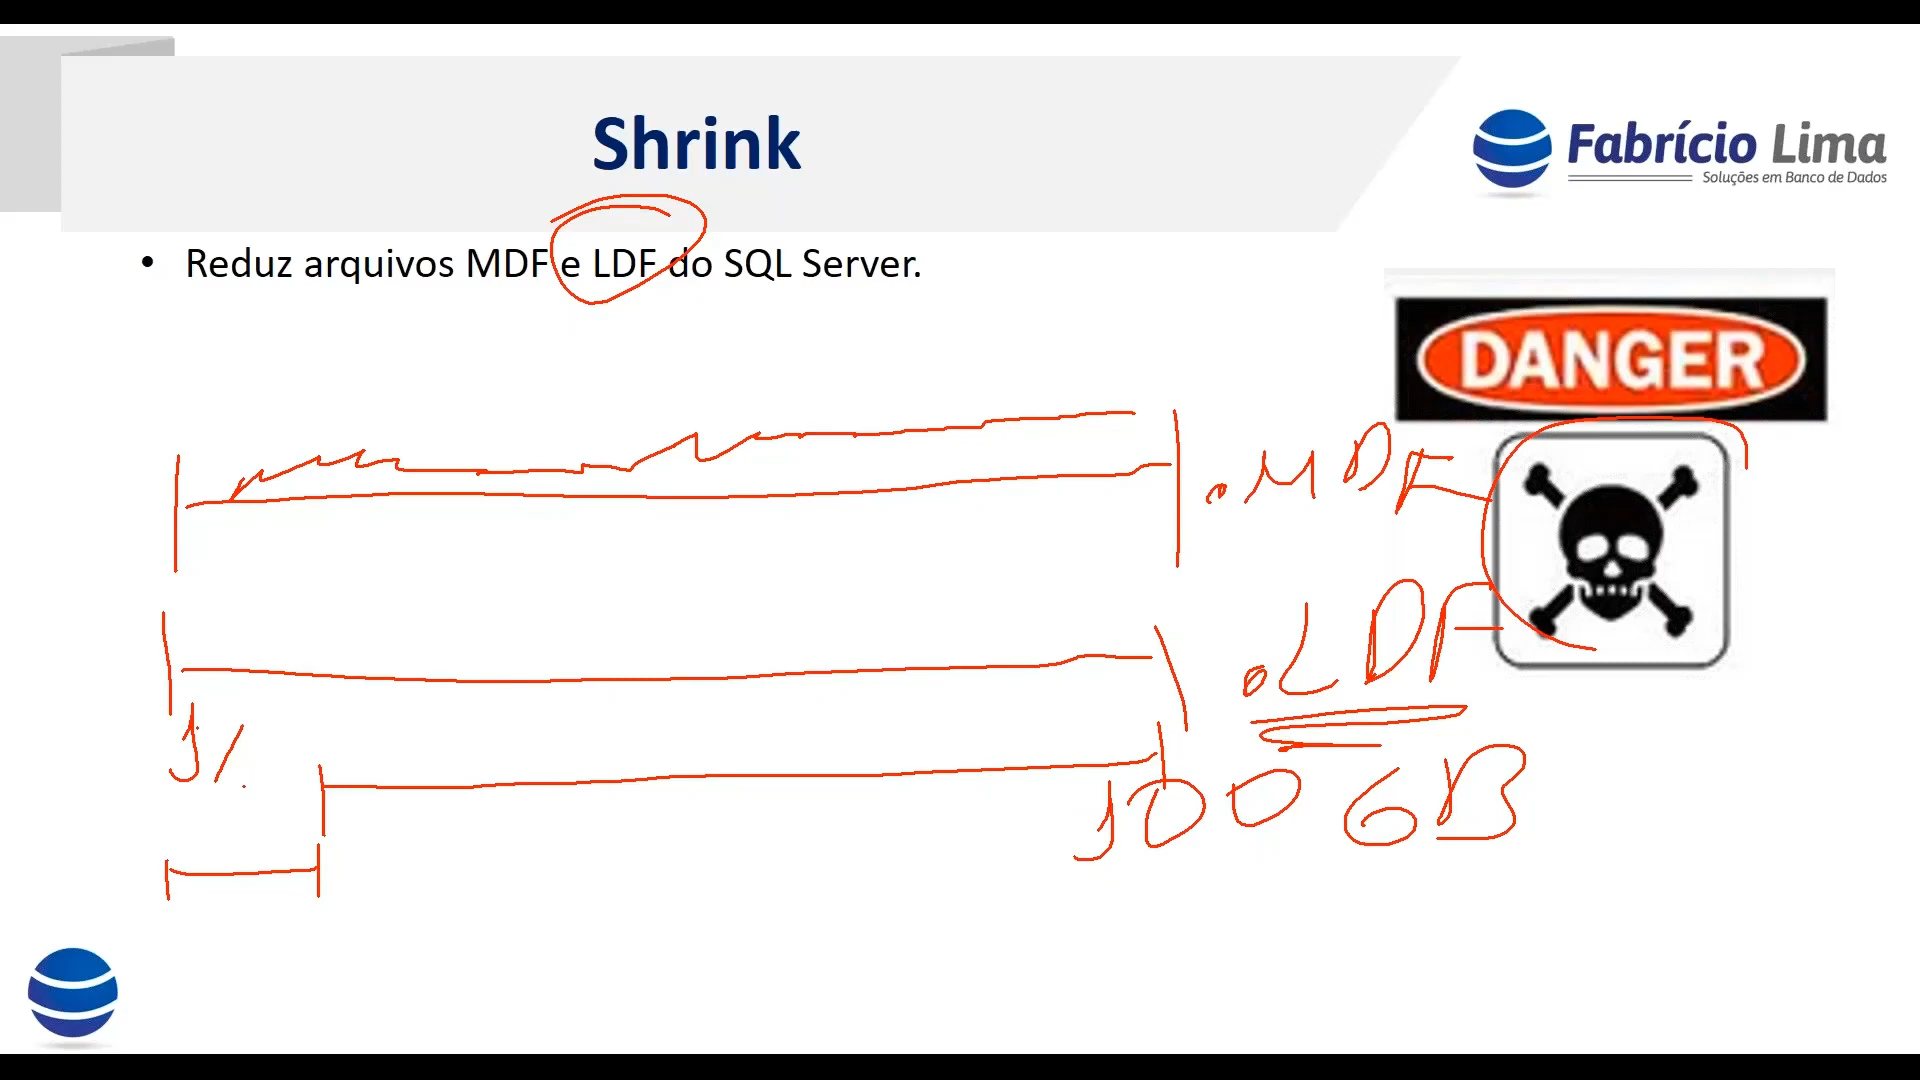 Shrink
Fabrício Lima
Soluções em Banco de Dados
• Reduz arquivos MDF e LDF do SQL Server.
DANGER
.MDF
.LDF
1%
100 GB